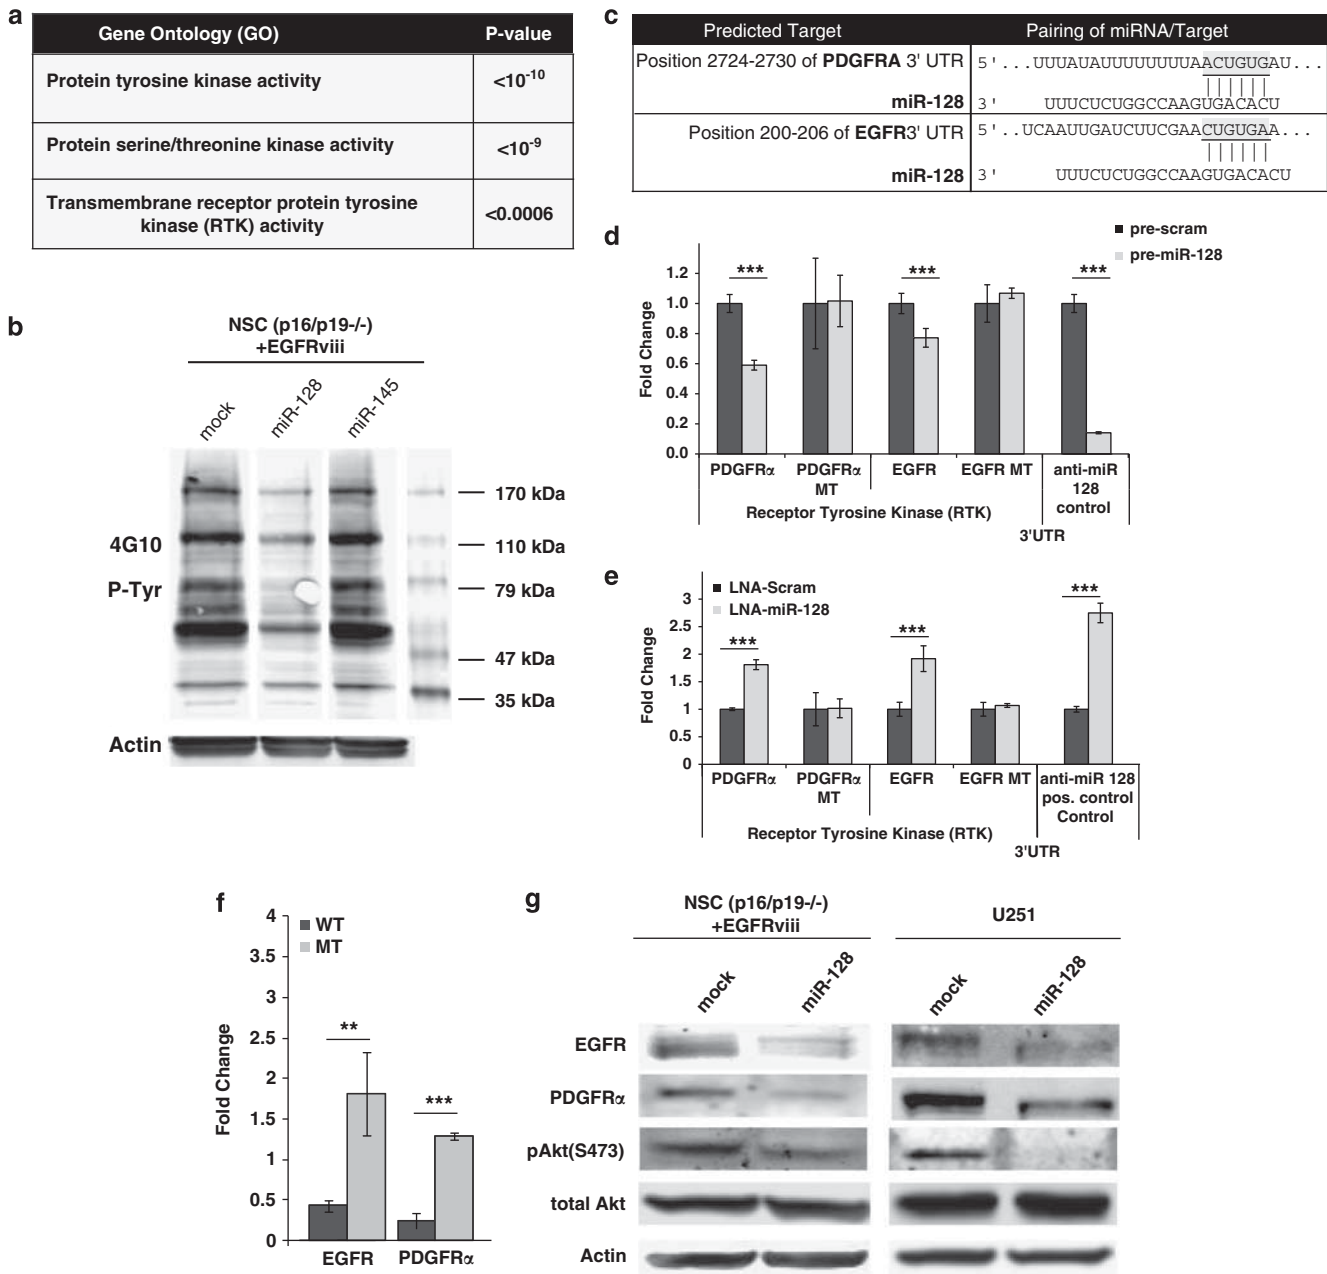 a
Gene Ontology (GO) P-value
Protein tyrosine kinase activity <10-10
Protein serine/threonine kinase activity <10-9
Transmembrane receptor protein tyrosine
kinase (RTK) activity <0.0006
b
NSC (p16/p19-/-)
+EGFRviii
mock miR-128 miR-145
170 kDa
4G10 110 kDa
P-Tyr 79 kDa
47 kDa
35 kDa
Actin
c
Predicted Target Pairing of miRNA/Target
Position 2724-2730 of PDGFRA 3' UTR 5'...UUUAUAUUUUUUUUAACUGUGAU...
miR-128 3' UUUCUCUGGCCAAGUGACACU
Position 200-206 of EGFR3' UTR 5'..UCAAUUGAUCUUCGAACUGUGAA...
miR-128 3' UUUCUCUGGCCAAGUGACACU
d
pre-scram
pre-miR-128
Fold Change
1.2
1.0
0.8
0.6
0.4
0.2
0.0
*** *** ***
PDGFRα PDGFRα MT EGFR EGFR MT anti-miR 128 control
Receptor Tyrosine Kinase (RTK)
3'UTR
e
LNA-Scram
LNA-miR-128
Fold Change
3
2.5
2
1.5
1
0.5
0
*** *** ***
PDGFRα PDGFRα MT EGFR EGFR MT anti-miR 128 pos. control Control
Receptor Tyrosine Kinase (RTK)
3'UTR
f
WT
MT
Fold Change
4
3.5
3
2.5
2
1.5
1
0.5
0
** ***
EGFR PDGFRα
g
NSC (p16/p19-/-)
+EGFRviii
U251
mock miR-128 mock miR-128
EGFR
PDGFRα
pAkt(S473)
total Akt
Actin